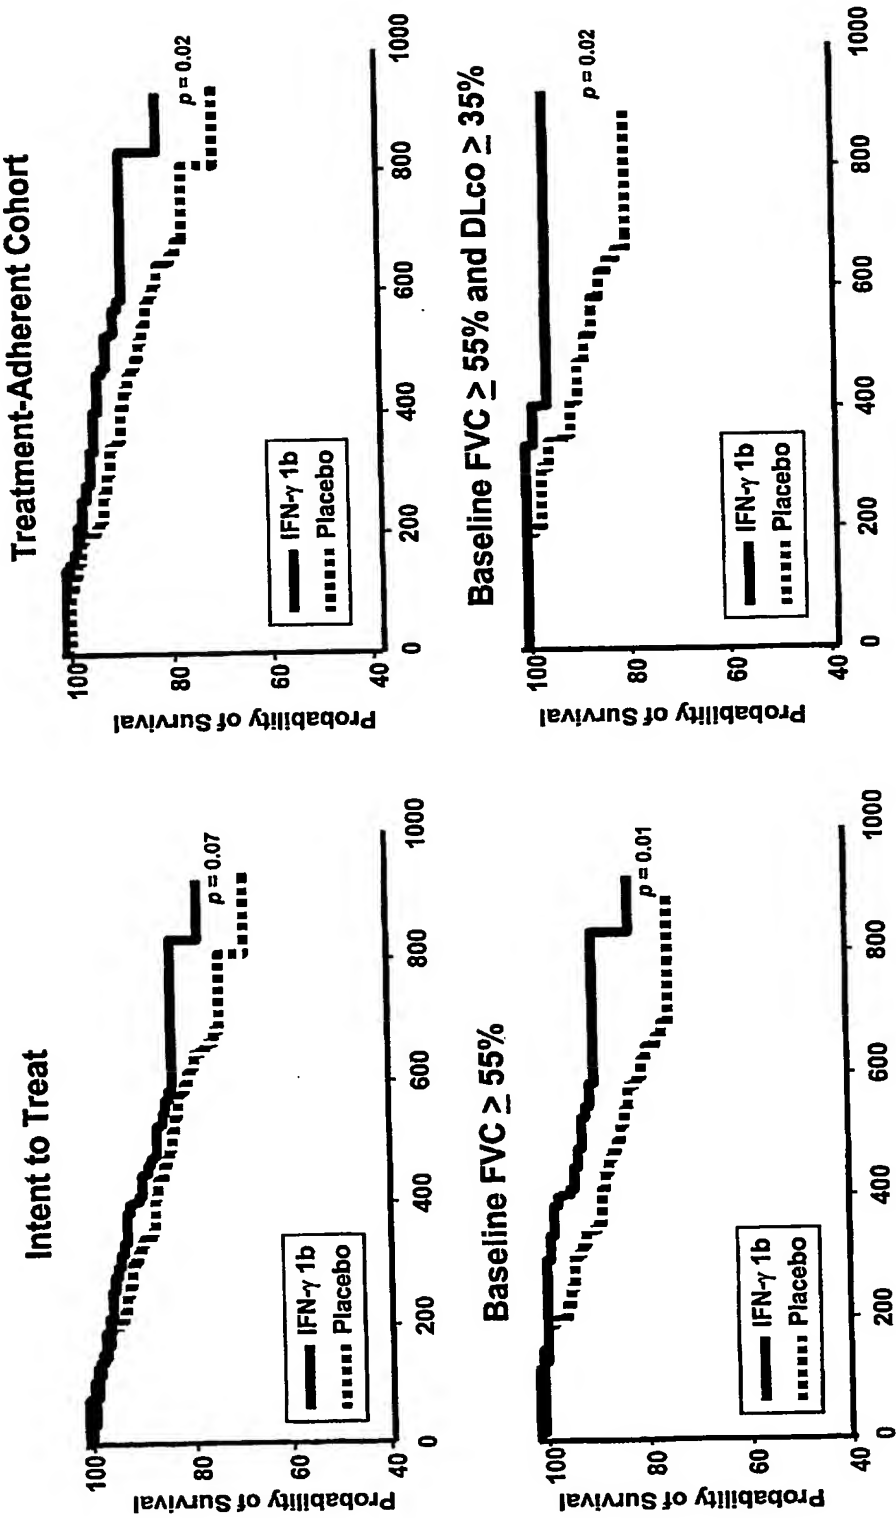 Intent to Treat
Probability of Survival
100
80
60
40
0
200
400
600
800
1000
IFN-γ 1b
Placebo
p = 0.07
Treatment-Adherent Cohort
Probability of Survival
100
80
60
40
0
200
400
600
800
1000
IFN-γ 1b
Placebo
p = 0.02
Baseline FVC ≥ 55%
Probability of Survival
100
80
60
40
0
200
400
600
800
1000
IFN-γ 1b
Placebo
p = 0.01
Baseline FVC ≥ 55% and DLco ≥ 35%
Probability of Survival
100
80
60
40
0
200
400
600
800
1000
IFN-γ 1b
Placebo
p = 0.02